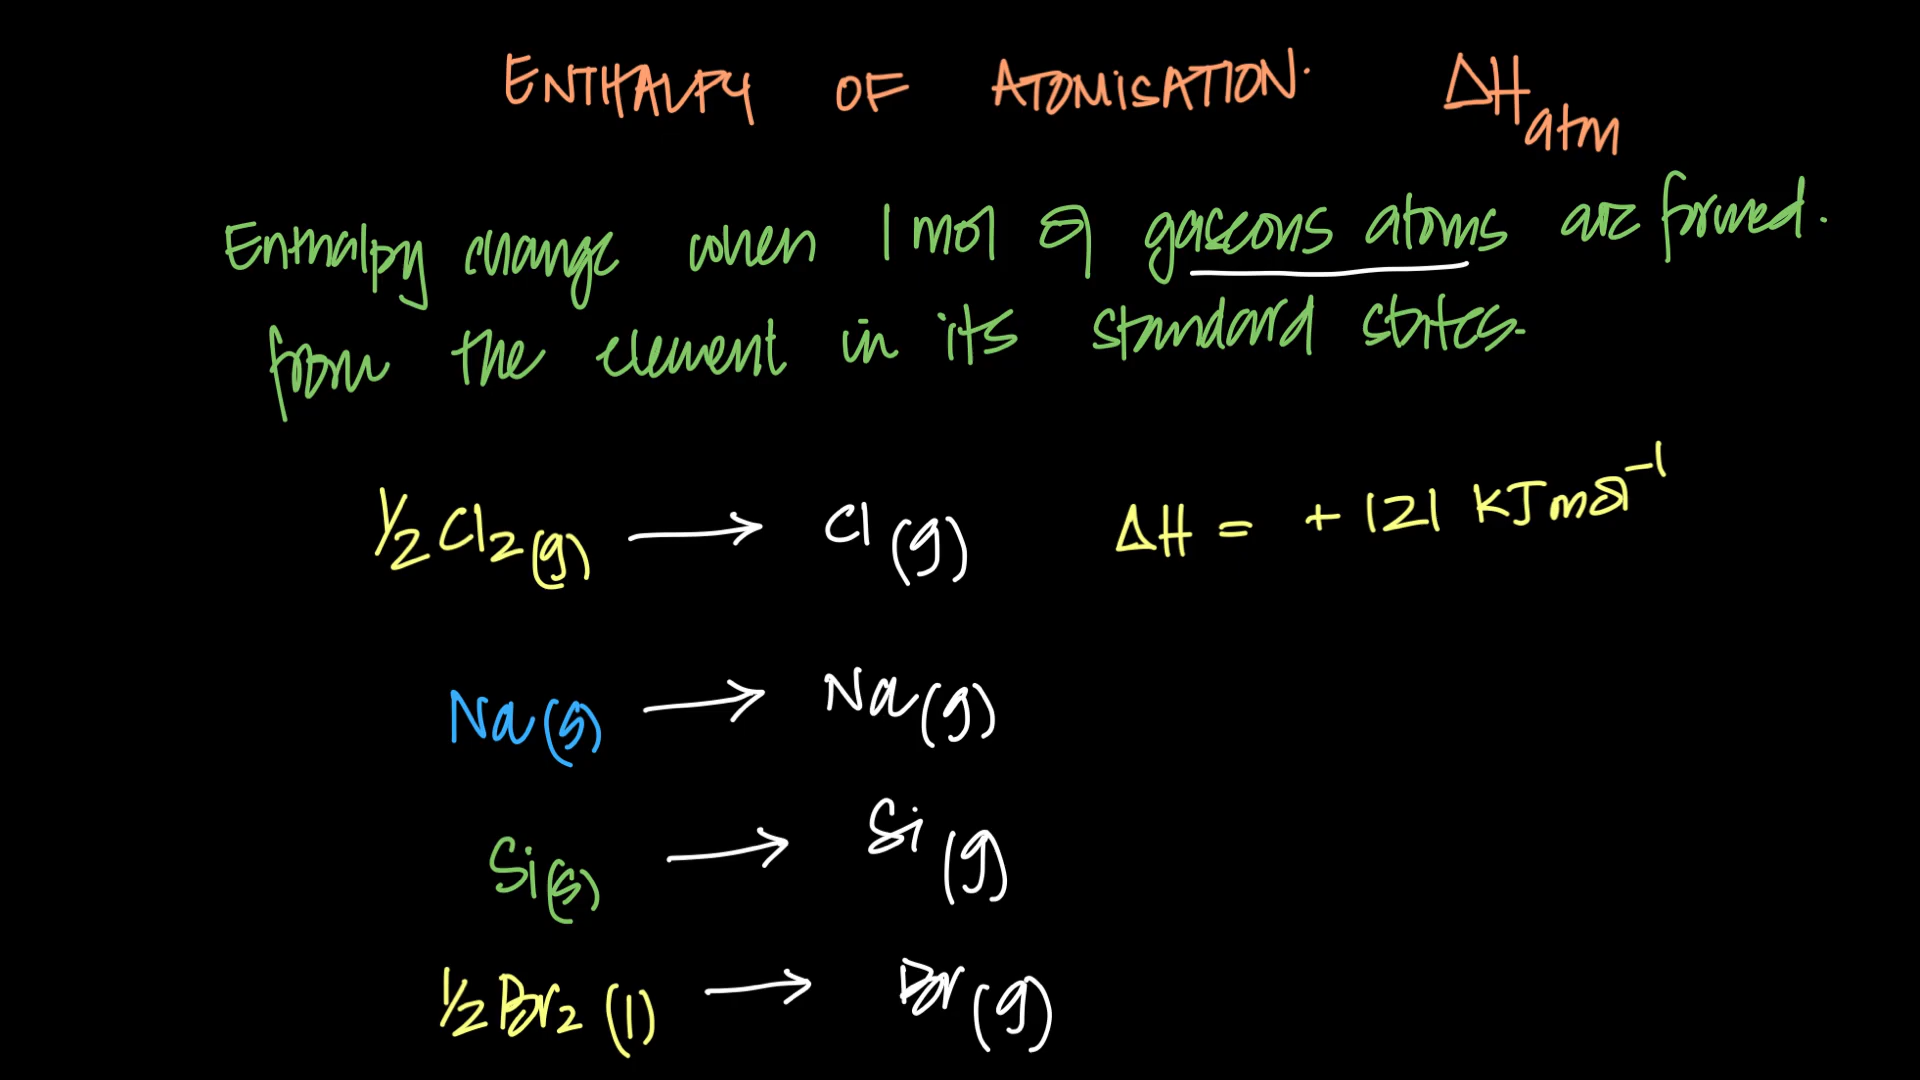 ENTHALPY OF ATOMISATION. ΔHatm
Enthalpy change when 1 mol of gaseous atoms are formed.
from the element in its standard states.
½Cl₂(g) → Cl(g) ΔH = +121 kJmol⁻¹
Na(s) → Na(g)
Si(s) → Si(g)
½Br₂(l) → Br(g)